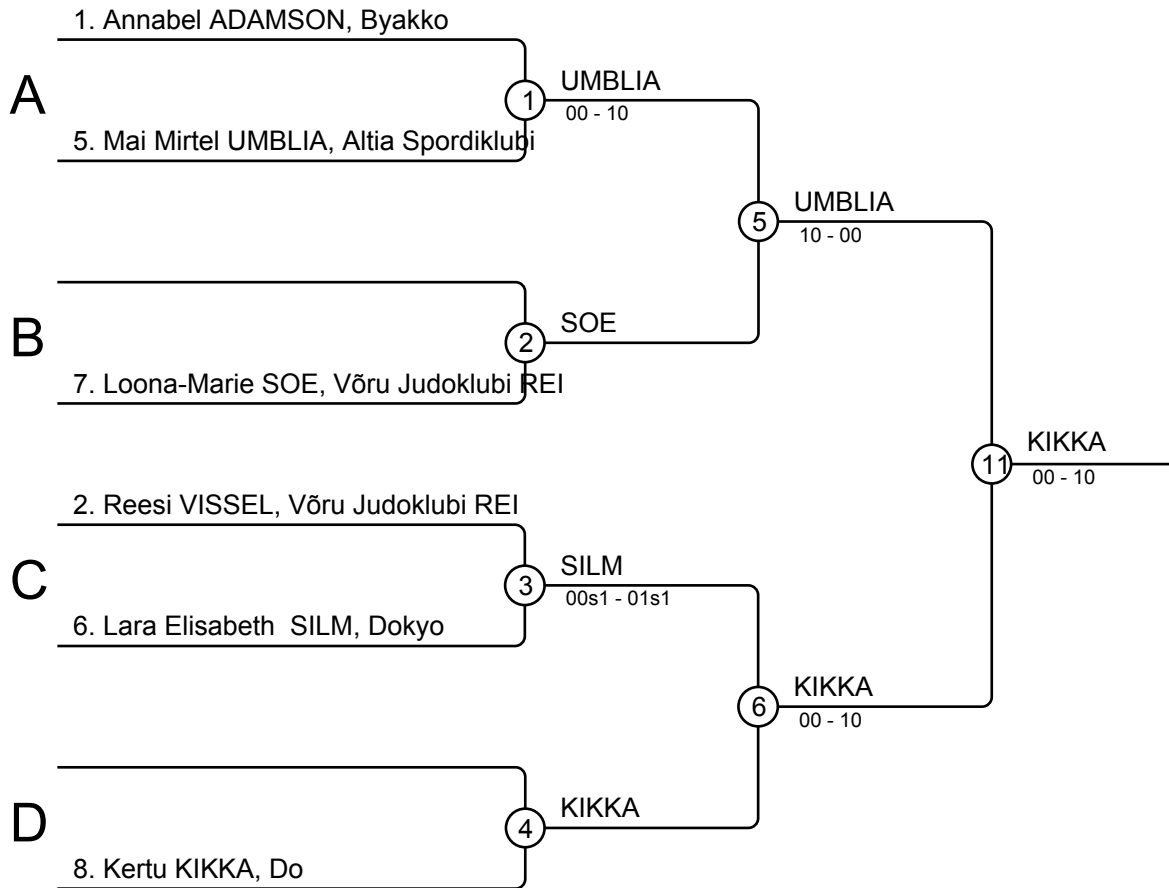 1. Annabel ADAMSON, Byakko
A
1
UMBLIA
00 - 10
5. Mai Mirtel UMBLIA, Altia Spordiklubi
5
UMBLIA
10 - 00
B
2
SOE
7. Loona-Marie SOE, Võru Judoklubi REI
11
KIKKA
00 - 10
2. Reesi VISSEL, Võru Judoklubi REI
C
3
SILM
00s1 - 01s1
6. Lara Elisabeth  SILM, Dokyo
6
KIKKA
00 - 10
D
4
KIKKA
8. Kertu KIKKA, Do